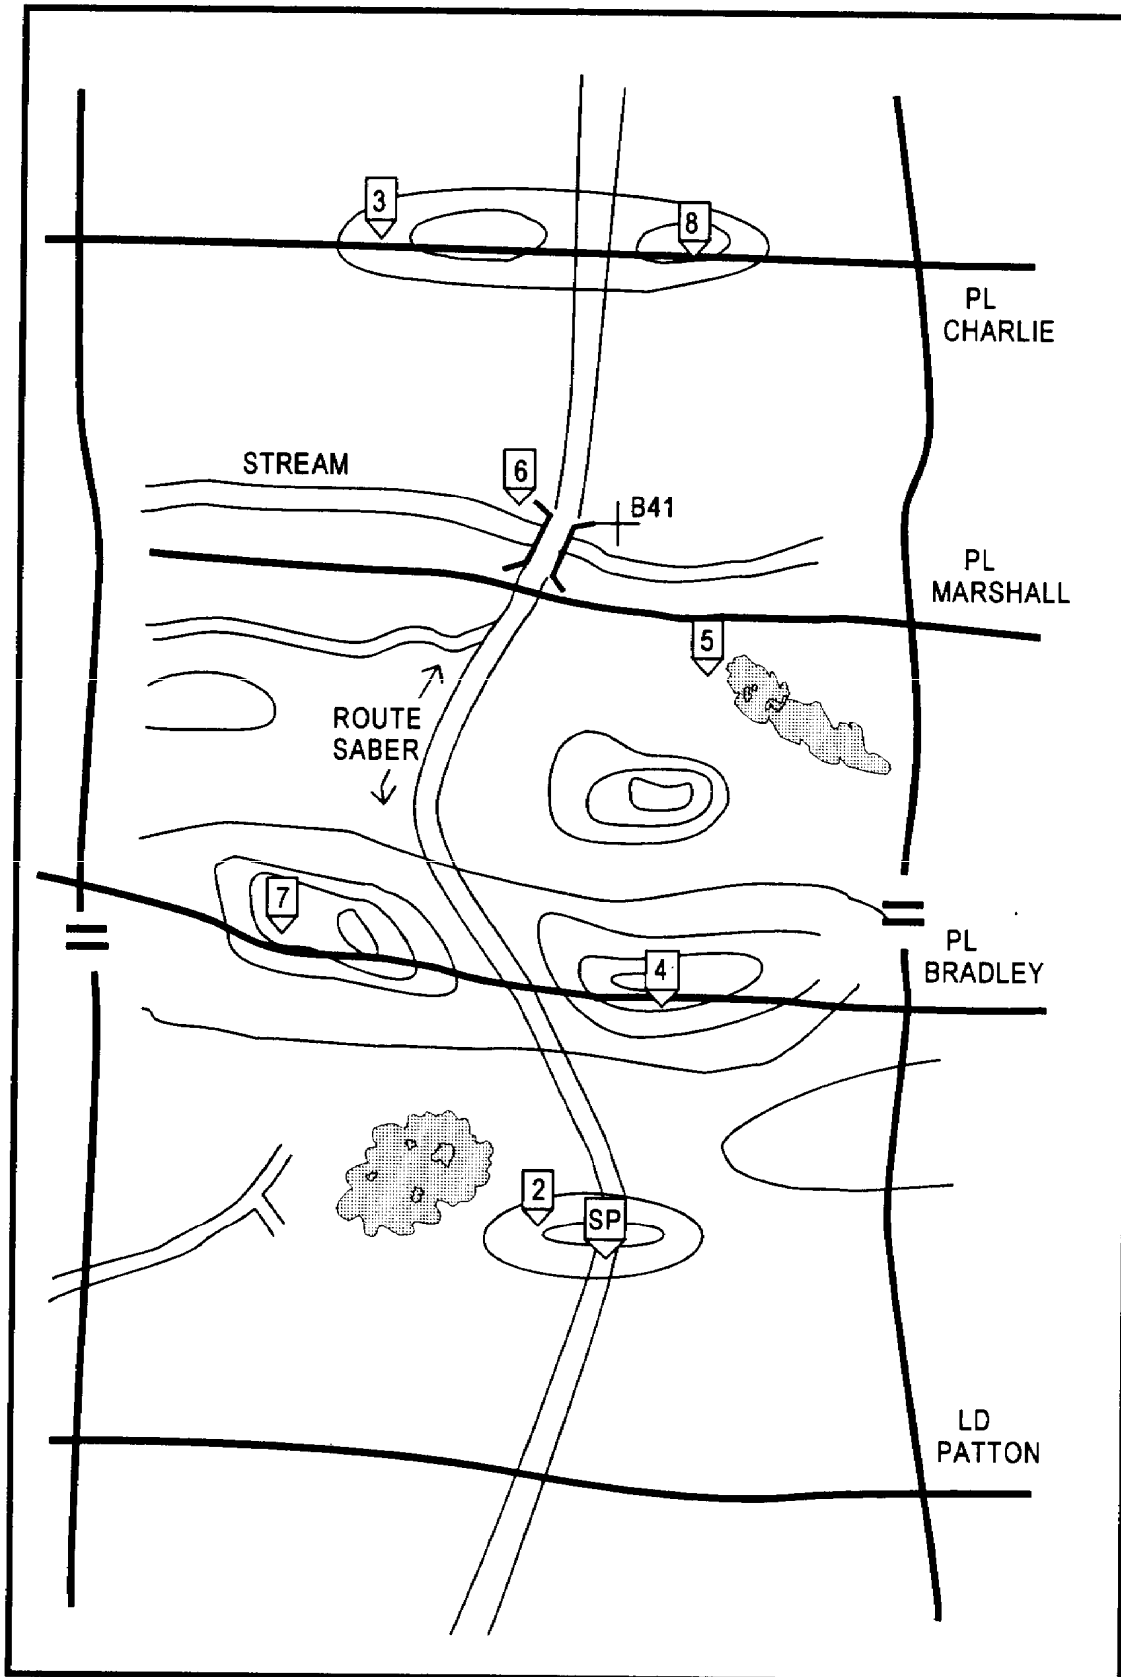 3
8
PL
CHARLIE
STREAM
6
B41
PL
MARSHALL
5
ROUTE
SABER
7
4
PL
BRADLEY
2
SP
LD
PATTON